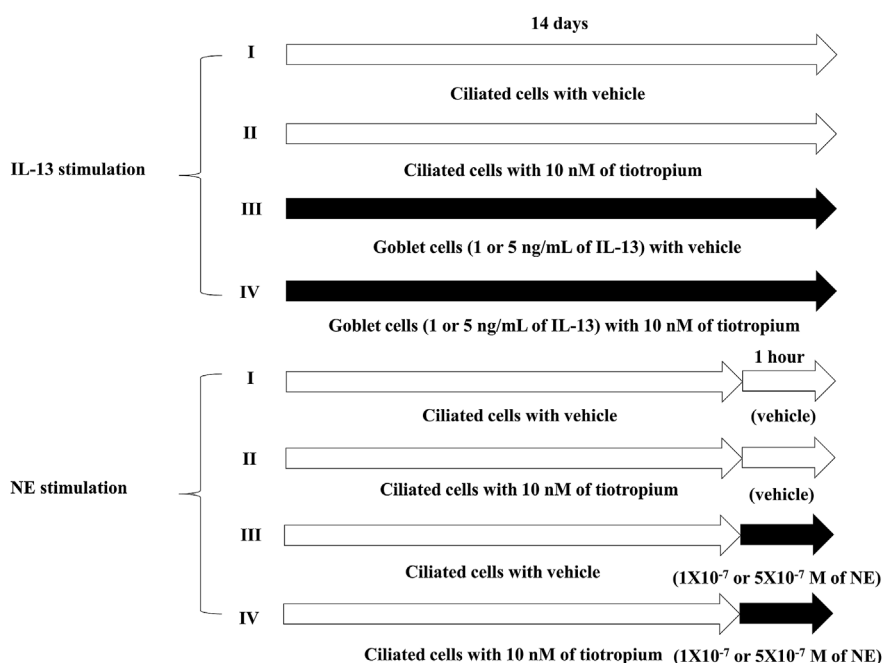 14 days
I
Ciliated cells with vehicle
II
Ciliated cells with 10 nM of tiotropium
IL-13 stimulation
III
Goblet cells (1 or 5 ng/mL of IL-13) with vehicle
IV
Goblet cells (1 or 5 ng/mL of IL-13) with 10 nM of tiotropium
1 hour
I
Ciliated cells with vehicle (vehicle)
II
Ciliated cells with 10 nM of tiotropium (vehicle)
NE stimulation
III
Ciliated cells with vehicle (1X10⁻⁷ or 5X10⁻⁷ M of NE)
IV
Ciliated cells with 10 nM of tiotropium (1X10⁻⁷ or 5X10⁻⁷ M of NE)